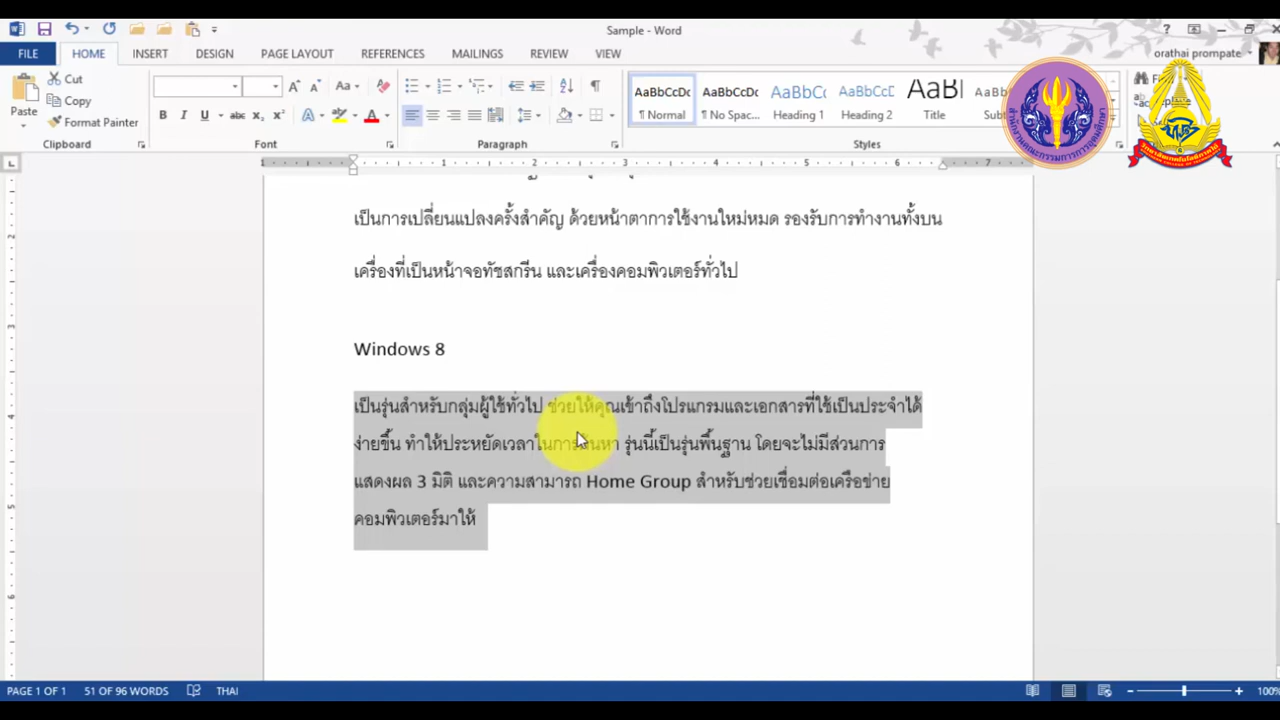 Sample - Word
FILE HOME INSERT DESIGN PAGE LAYOUT REFERENCES MAILINGS REVIEW VIEW
orathai prompate
Paste
Cut
Copy
Format Painter
Clipboard
Font
Paragraph
AaBbCcDc AaBbCcDc AaBbCc AaBbCcD AaBl AaBbC
¶ Normal ¶ No Spac... Heading 1 Heading 2 Title Subt
Styles
เป็นการเปลี่ยนแปลงครั้งสำคัญ ด้วยหน้าตาการใช้งานใหม่หมด รองรับการทำงานทั้งบน
เครื่องที่เป็นหน้าจอทัชสกรีน และเครื่องคอมพิวเตอร์ทั่วไป
Windows 8
เป็นรุ่นสำหรับกลุ่มผู้ใช้ทั่วไป ช่วยให้คุณเข้าถึงโปรแกรมและเอกสารที่ใช้เป็นประจำได้
ง่ายขึ้น ทำให้ประหยัดเวลาในการค้นหา รุ่นนี้เป็นรุ่นพื้นฐาน โดยจะไม่มีส่วนการ
แสดงผล 3 มิติ และความสามารถ Home Group สำหรับช่วยเชื่อมต่อเครือข่าย
คอมพิวเตอร์มาให้
PAGE 1 OF 1 51 OF 96 WORDS THAI 100%